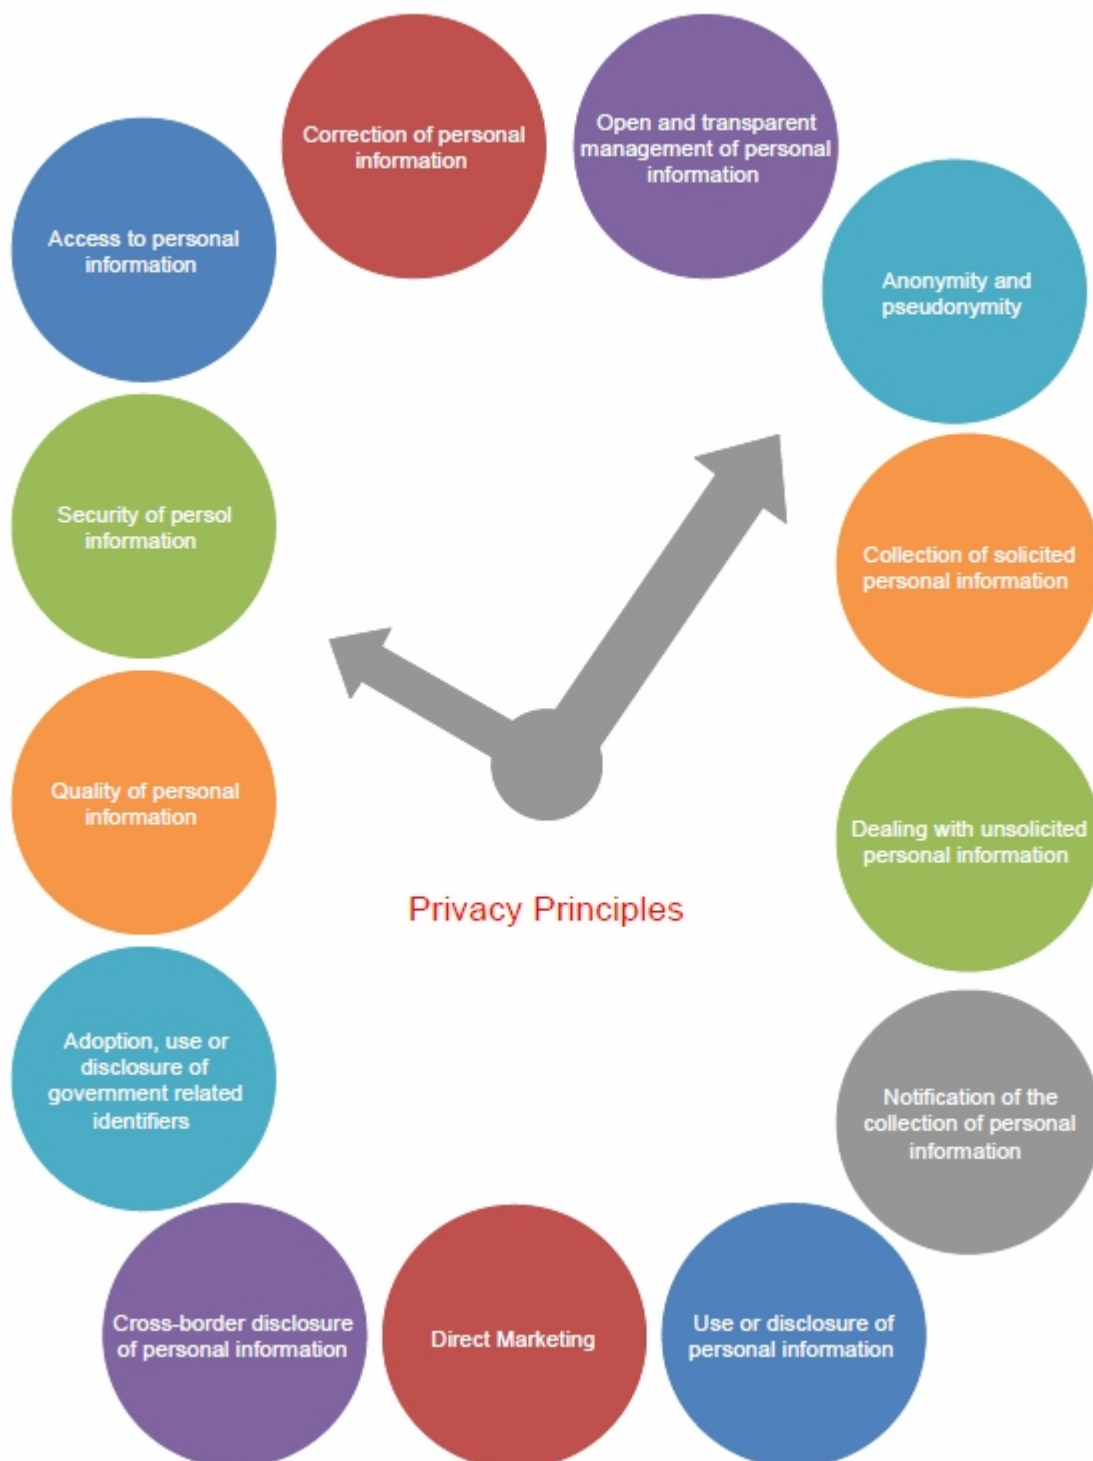 Correction of personal
information
Open and transparent
management of personal
information
Access to personal
information
Anonymity and
pseudonymity
Security of persol
information
Collection of solicited
personal information
Quality of personal
information
Dealing with unsolicited
personal information
Privacy Principles
Adoption, use or
disclosure of
government related
identifiers
Notification of the
collection of personal
information
Cross-border disclosure
of personal information
Direct Marketing
Use or disclosure of
personal information